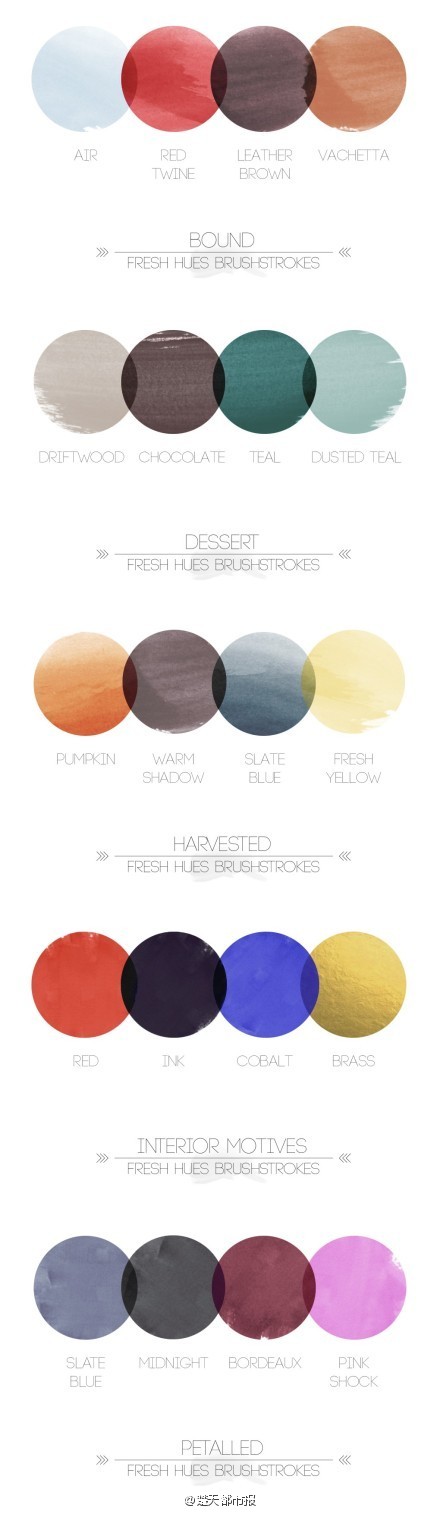 AIR RED LEATHER VACHETTA
TWINE BROWN
BOUND
FRESH HUES BRUSHSTROKES
DRIFTWOOD CHOCOLATE TEAL DUSTED TEAL
DESSERT
FRESH HUES BRUSHSTROKES
PUMPKIN WARM SLATE FRESH
SHADOW BLUE YELLOW
HARVESTED
FRESH HUES BRUSHSTROKES
RED INK COBALT BRASS
INTERIOR MOTIVES
FRESH HUES BRUSHSTROKES
SLATE MIDNIGHT BORDEAUX PINK
BLUE SHOCK
PETALLED
FRESH HUES BRUSHSTROKES
@楚天都市报